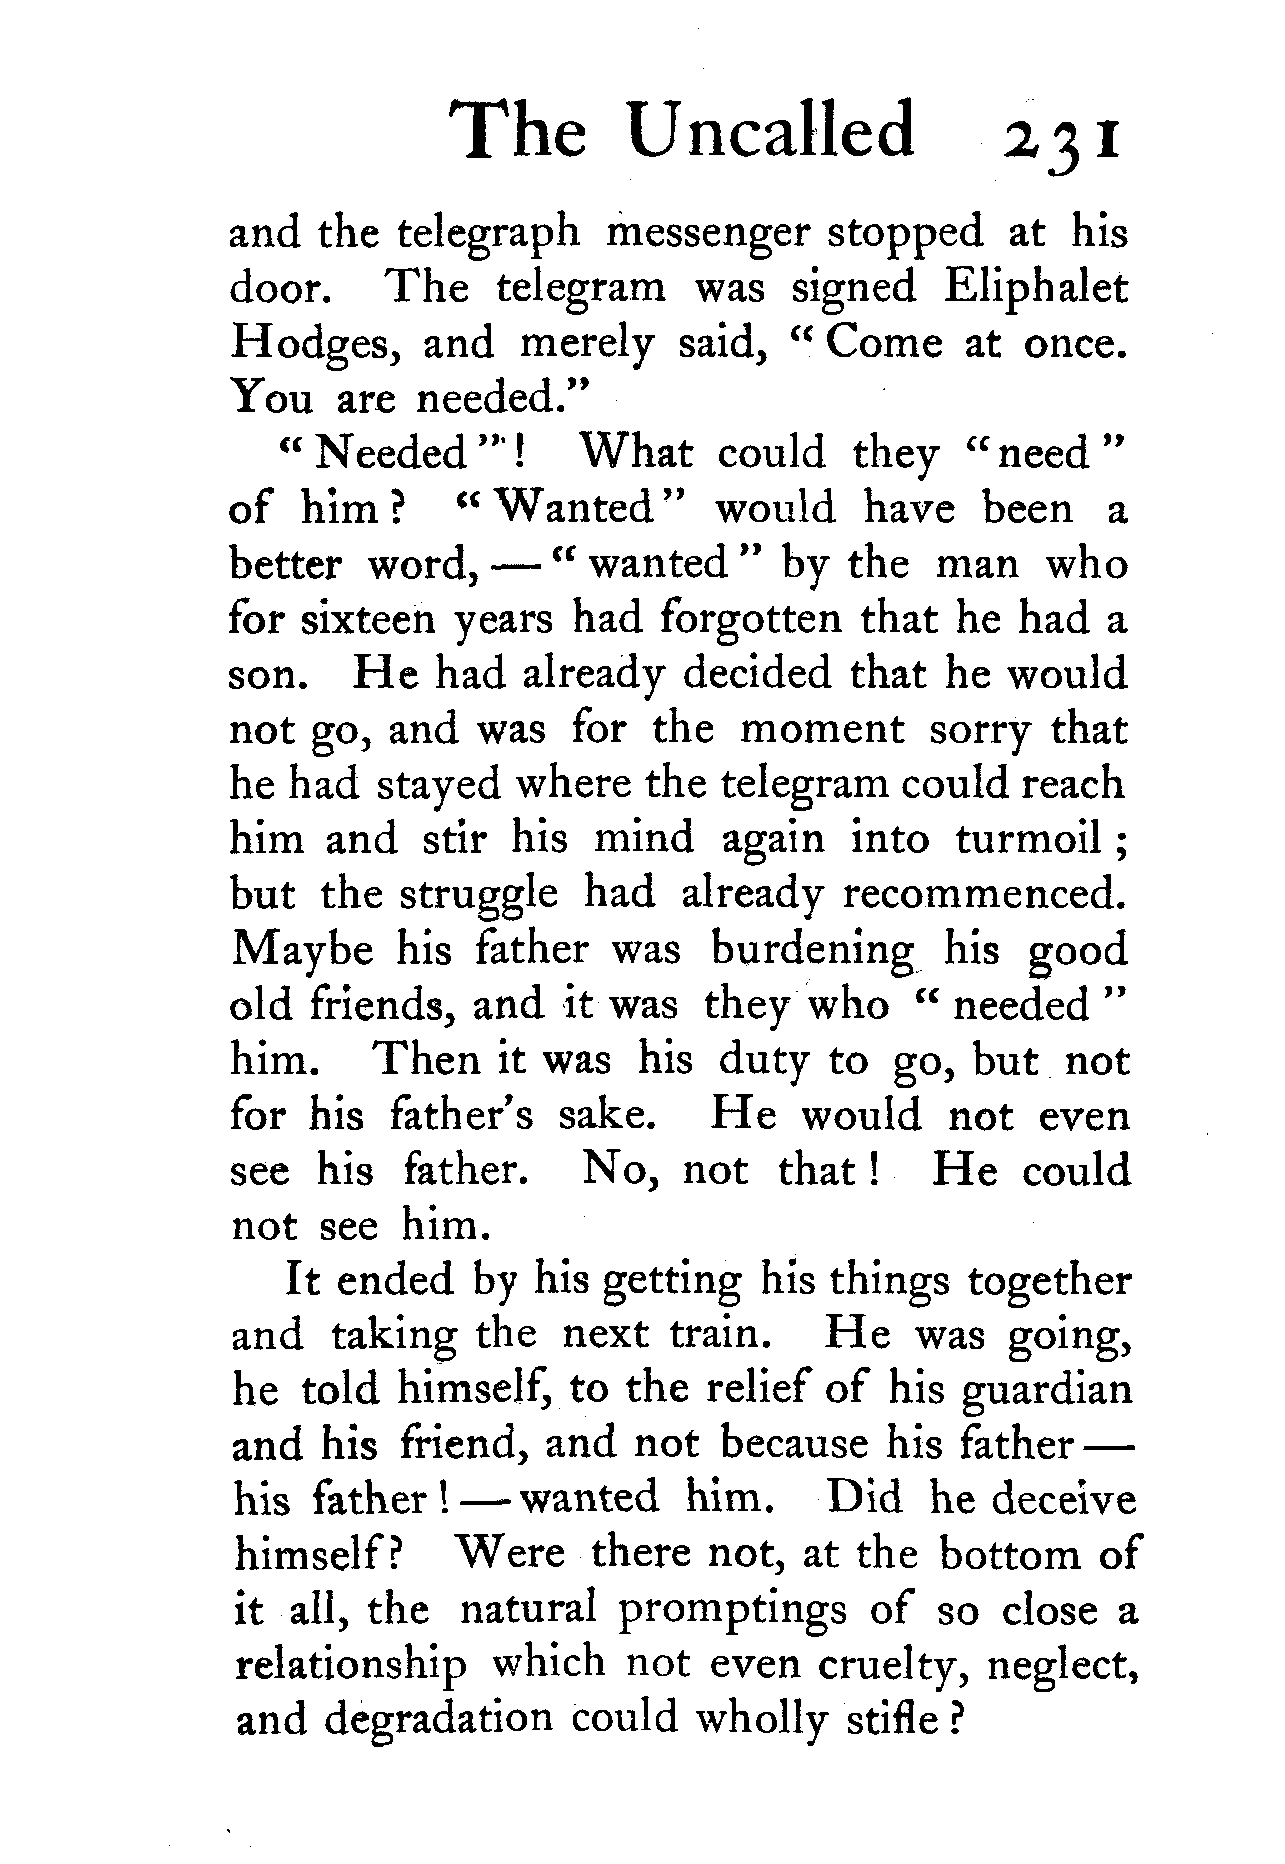 The Uncalled 231
and the telegraph messenger stopped at his
door. The telegram was signed Eliphalet
Hodges, and merely said, “Come at once.
You are needed.”
“Needed”! What could they “need”
of him? “Wanted” would have been a
better word,—“wanted” by the man who
for sixteen years had forgotten that he had a
son. He had already decided that he would
not go, and was for the moment sorry that
he had stayed where the telegram could reach
him and stir his mind again into turmoil;
but the struggle had already recommenced.
Maybe his father was burdening his good
old friends, and it was they who “needed”
him. Then it was his duty to go, but not
for his father’s sake. He would not even
see his father. No, not that! He could
not see him.
It ended by his getting his things together
and taking the next train. He was going,
he told himself, to the relief of his guardian
and his friend, and not because his father—
his father!—wanted him. Did he deceive
himself? Were there not, at the bottom of
it all, the natural promptings of so close a
relationship which not even cruelty, neglect,
and degradation could wholly stifle?